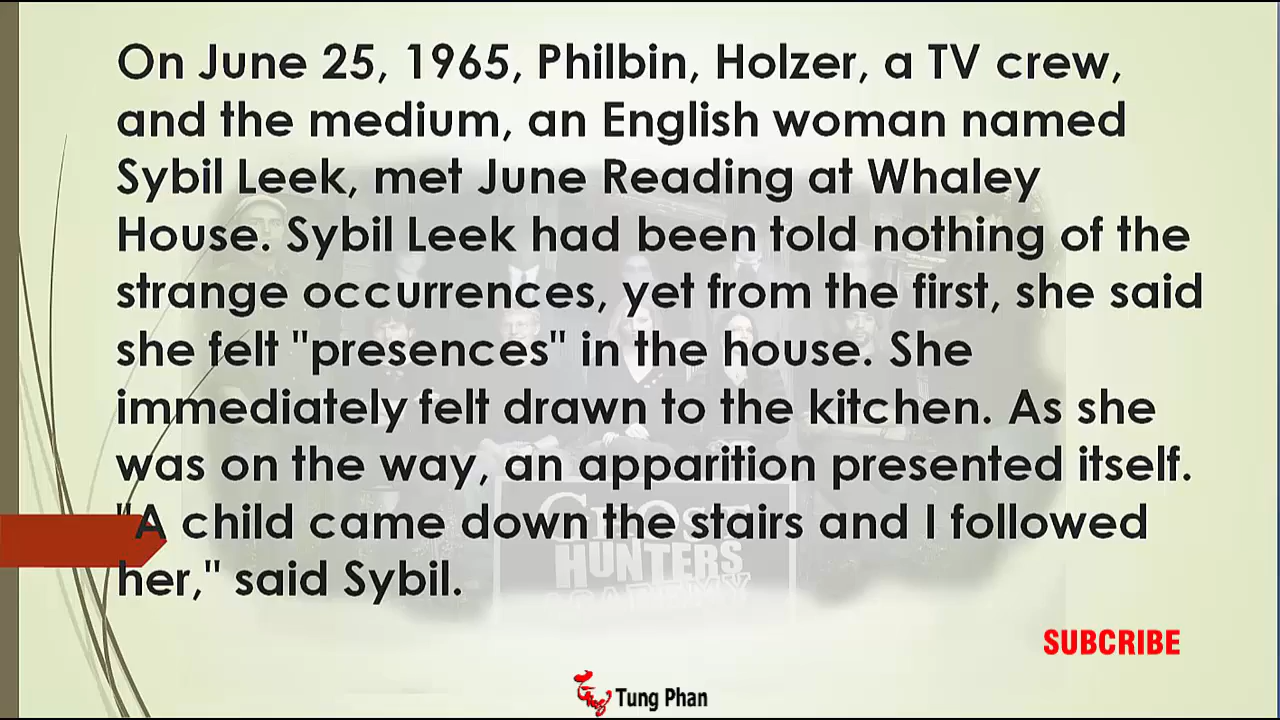 On June 25, 1965, Philbin, Holzer, a TV crew,
and the medium, an English woman named
Sybil Leek, met June Reading at Whaley
House. Sybil Leek had been told nothing of the
strange occurrences, yet from the first, she said
she felt "presences" in the house. She
immediately felt drawn to the kitchen. As she
was on the way, an apparition presented itself.
"A child came down the stairs and I followed
her," said Sybil.
GHOST
HUNTERS
ACADEMY
SUBCRIBE
Tung Phan